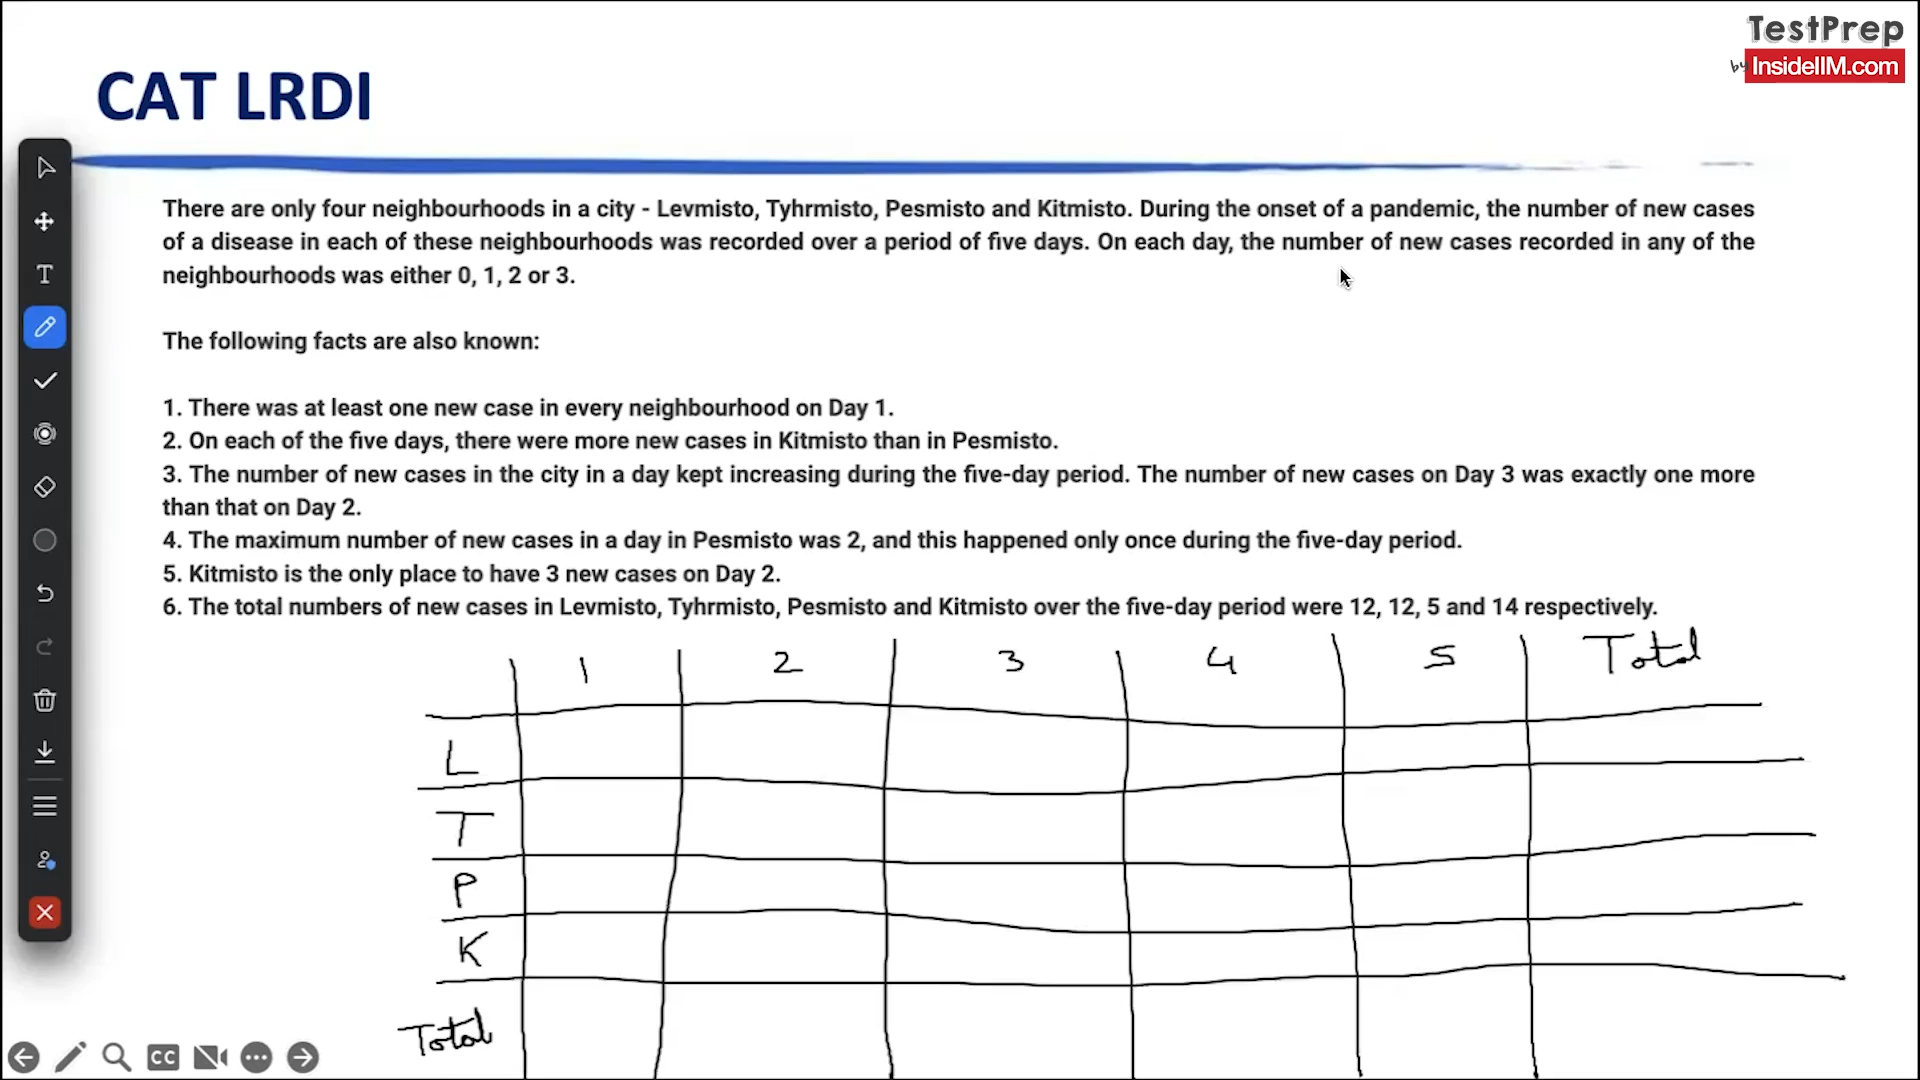 TestPrep
by InsideIIM.com
CAT LRDI
There are only four neighbourhoods in a city - Levmisto, Tyhrmisto, Pesmisto and Kitmisto. During the onset of a pandemic, the number of new cases
of a disease in each of these neighbourhoods was recorded over a period of five days. On each day, the number of new cases recorded in any of the
neighbourhoods was either 0, 1, 2 or 3.
The following facts are also known:
1. There was at least one new case in every neighbourhood on Day 1.
2. On each of the five days, there were more new cases in Kitmisto than in Pesmisto.
3. The number of new cases in the city in a day kept increasing during the five-day period. The number of new cases on Day 3 was exactly one more
than that on Day 2.
4. The maximum number of new cases in a day in Pesmisto was 2, and this happened only once during the five-day period.
5. Kitmisto is the only place to have 3 new cases on Day 2.
6. The total numbers of new cases in Levmisto, Tyhrmisto, Pesmisto and Kitmisto over the five-day period were 12, 12, 5 and 14 respectively.
1 2 3 4 5 Total
L
T
P
K
Total
T
CC